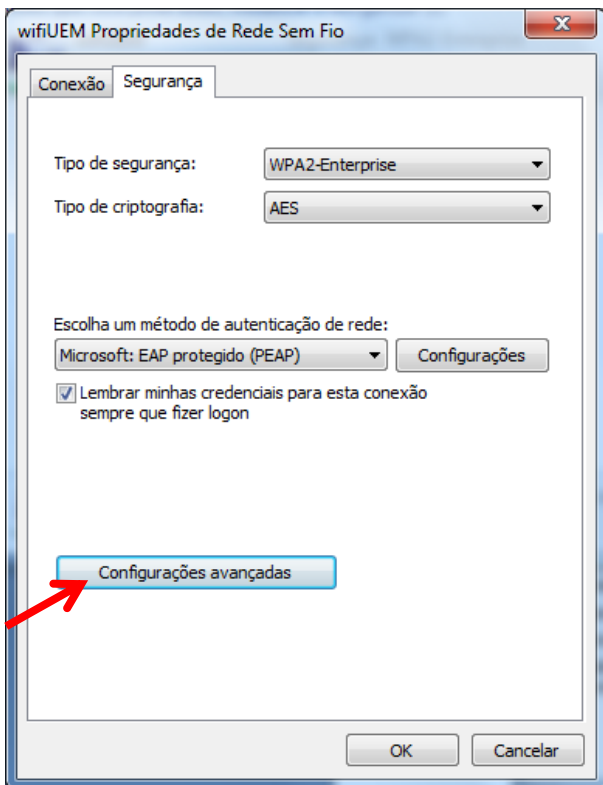 wifiUEM Propriedades de Rede Sem Fio
Conexão Segurança
Tipo de segurança: WPA2-Enterprise
Tipo de criptografia: AES
Escolha um método de autenticação de rede:
Microsoft: EAP protegido (PEAP) Configurações
Lembrar minhas credenciais para esta conexão
sempre que fizer logon
Configurações avançadas
OK Cancelar